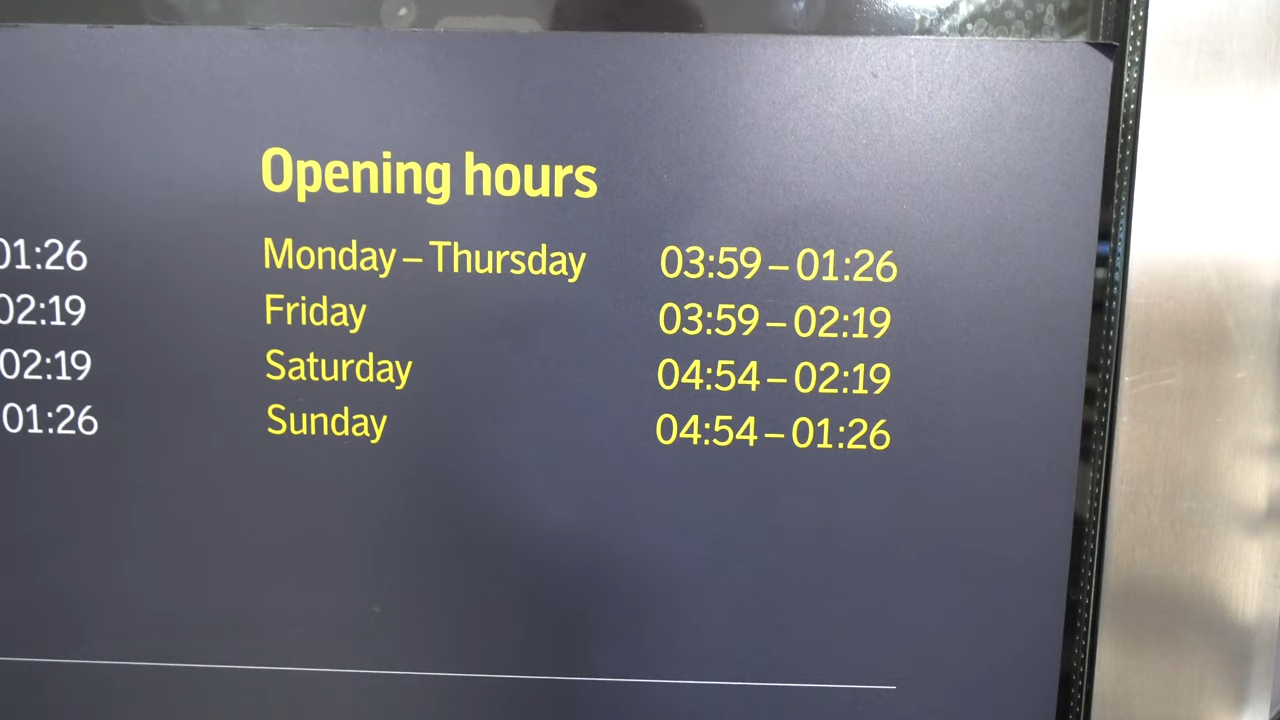 Opening hours
01:26 Monday – Thursday 03:59 – 01:26
02:19 Friday 03:59 – 02:19
02:19 Saturday 04:54 – 02:19
01:26 Sunday 04:54 – 01:26